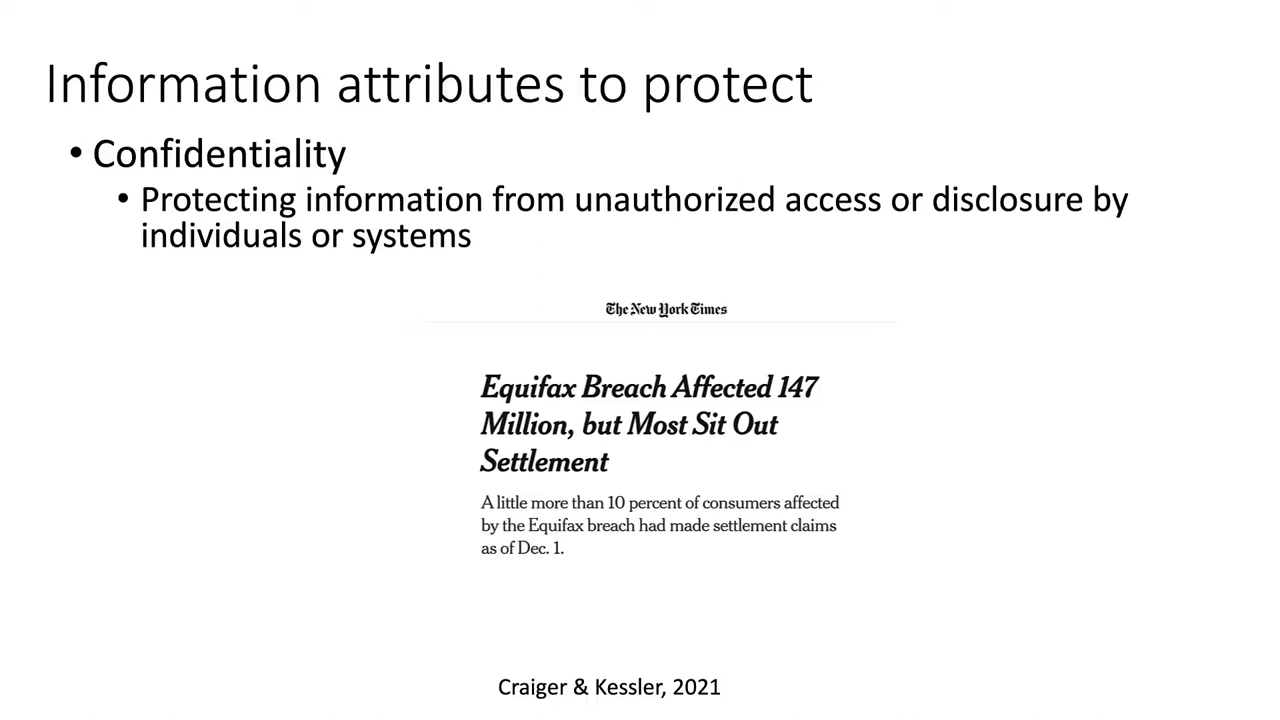 Information attributes to protect
• Confidentiality
• Protecting information from unauthorized access or disclosure by
individuals or systems
The New York Times
Equifax Breach Affected 147
Million, but Most Sit Out
Settlement
A little more than 10 percent of consumers affected
by the Equifax breach had made settlement claims
as of Dec. 1.
Craiger & Kessler, 2021